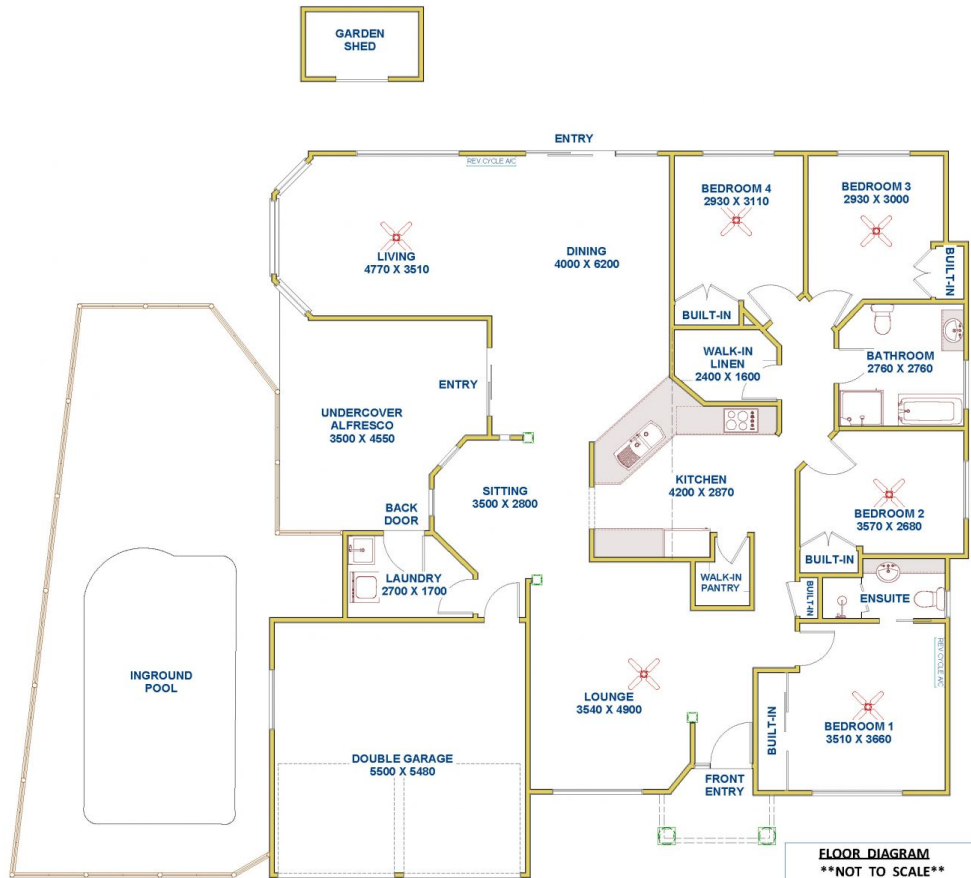 GARDEN
SHED
ENTRY
REV.CYCLE A/C
BEDROOM 4
2930 X 3110
BEDROOM 3
2930 X 3000
LIVING
4770 X 3510
DINING
4000 X 6200
BUILT-IN
BUILT-IN
WALK-IN
LINEN
2400 X 1600
BATHROOM
2760 X 2760
ENTRY
UNDERCOVER
ALFRESCO
3500 X 4550
SITTING
3500 X 2800
KITCHEN
4200 X 2870
BEDROOM 2
3570 X 2680
BACK
DOOR
BUILT-IN
LAUNDRY
2700 X 1700
WALK-IN
PANTRY
BUILT-IN
ENSUITE
REV.CYCLE A/C
INGROUND
POOL
LOUNGE
3540 X 4900
BUILT-IN
BEDROOM 1
3510 X 3660
DOUBLE GARAGE
5500 X 5480
FRONT
ENTRY
FLOOR DIAGRAM
**NOT TO SCALE**